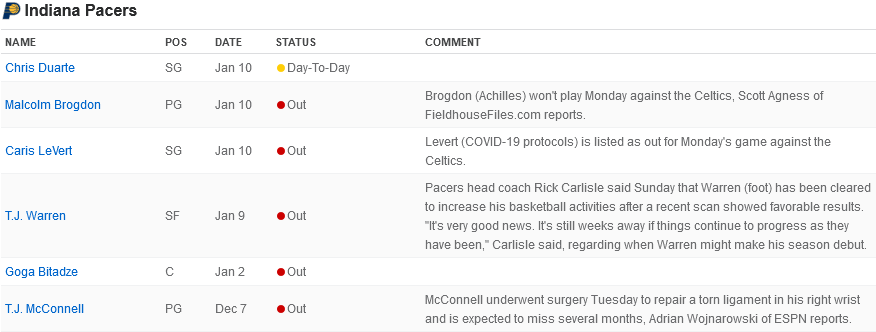 Indiana Pacers
NAME POS DATE STATUS COMMENT
Chris Duarte SG Jan 10 Day-To-Day
Malcolm Brogdon PG Jan 10 Out Brogdon (Achilles) won't play Monday against the Celtics, Scott Agness of
FieldhouseFiles.com reports.
Caris LeVert SG Jan 10 Out Levert (COVID-19 protocols) is listed as out for Monday's game against the
Celtics.
Pacers head coach Rick Carlisle said Sunday that Warren (foot) has been cleared
to increase his basketball activities after a recent scan showed favorable results.
T.J. Warren SF Jan 9 Out "It's very good news. It's still weeks away if things continue to progress as they
have been," Carlisle said, regarding when Warren might make his season debut.
Goga Bitadze C Jan 2 Out
T.J. McConnell PG Dec 7 Out McConnell underwent surgery Tuesday to repair a torn ligament in his right wrist
and is expected to miss several months, Adrian Wojnarowski of ESPN reports.